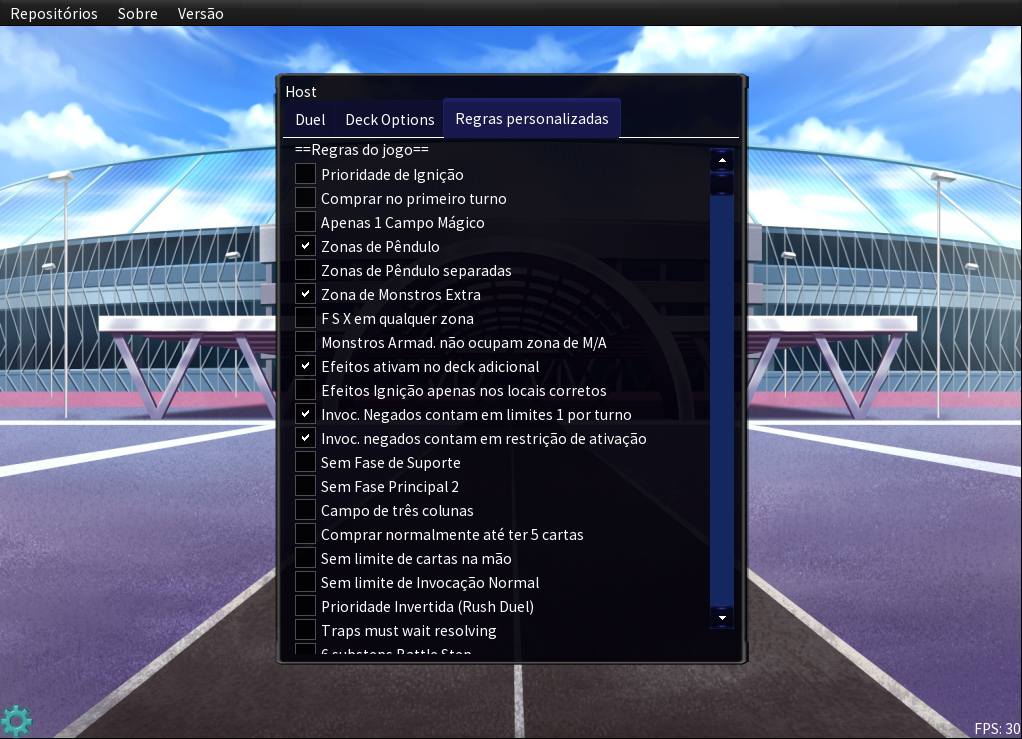 Repositórios Sobre Versão
Host
Duel Deck Options Regras personalizadas
==Regras do jogo==
Prioridade de Ignição
Comprar no primeiro turno
Apenas 1 Campo Mágico
Zonas de Pêndulo
Zonas de Pêndulo separadas
Zona de Monstros Extra
F S X em qualquer zona
Monstros Armad. não ocupam zona de M/A
Efeitos ativam no deck adicional
Efeitos Ignição apenas nos locais corretos
Invoc. Negados contam em limites 1 por turno
Invoc. negados contam em restrição de ativação
Sem Fase de Suporte
Sem Fase Principal 2
Campo de três colunas
Comprar normalmente até ter 5 cartas
Sem limite de cartas na mão
Sem limite de Invocação Normal
Prioridade Invertida (Rush Duel)
Traps must wait resolving
6 substeps Battle Step
FPS: 30